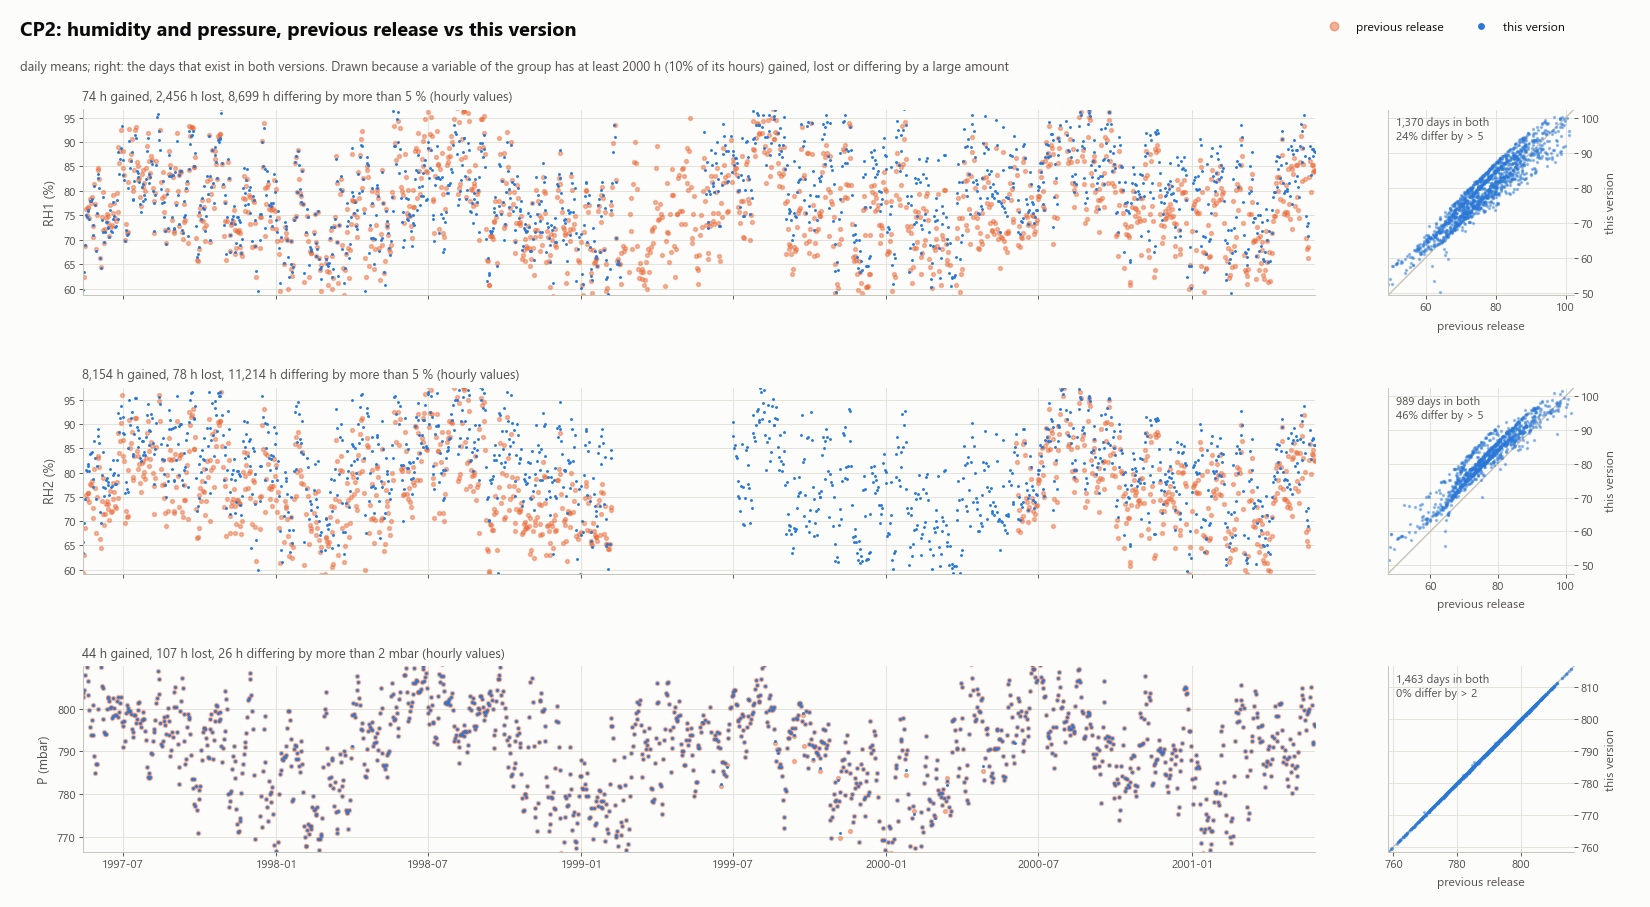 CP2: humidity and pressure, previous release vs this version
previous release
this version
daily means; right: the days that exist in both versions. Drawn because a variable of the group has at least 2000 h (10% of its hours) gained, lost or differing by a large amount
74 h gained, 2,456 h lost, 8,699 h differing by more than 5 % (hourly values)
RH1 (%)
95
90
85
80
75
70
65
60
1,370 days in both
24% differ by > 5
100
90
80
70
60
50
this version
60
80
100
previous release
8,154 h gained, 78 h lost, 11,214 h differing by more than 5 % (hourly values)
RH2 (%)
95
90
85
80
75
70
65
60
989 days in both
46% differ by > 5
100
90
80
70
60
50
this version
60
80
100
previous release
44 h gained, 107 h lost, 26 h differing by more than 2 mbar (hourly values)
P (mbar)
800
790
780
770
1997-07
1998-01
1998-07
1999-01
1999-07
2000-01
2000-07
2001-01
1,463 days in both
0% differ by > 2
810
800
790
780
770
760
this version
760
780
800
previous release